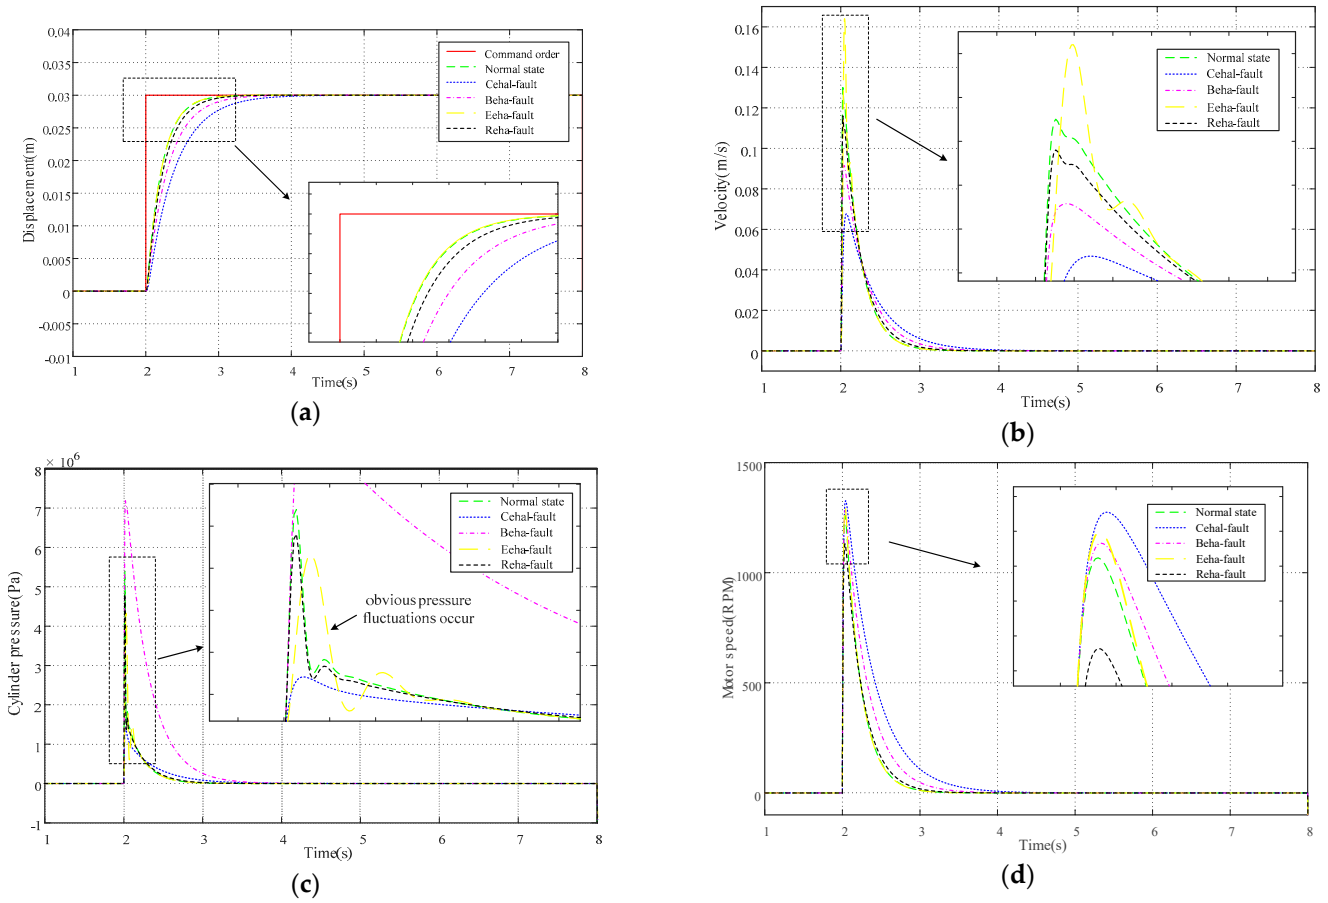 0.04
0.035
0.03
0.025
0.02
0.015
0.01
0.005
0
-0.005
-0.01
Displacement(m)
1 2 3 4 5 6 7 8
Time(s)
Command order
Normal state
Cehal-fault
Beha-fault
Eeha-fault
Reha-fault
(a)
0.16
0.14
0.12
0.1
0.08
0.06
0.04
0.02
0
Velocity(m/s)
1 2 3 4 5 6 7 8
Time(s)
Normal state
Cehal-fault
Beha-fault
Eeha-fault
Reha-fault
(b)
× 10⁶
8
7
6
5
4
3
2
1
0
-1
Cylinder pressure(Pa)
1 2 3 4 5 6 7 8
Time(s)
Normal state
Cehal-fault
Beha-fault
Eeha-fault
Reha-fault
obvious pressure
fluctuations occur
(c)
1500
1000
500
0
Motor speed(RPM)
1 2 3 4 5 6 7 8
Time(s)
Normal state
Cehal-fault
Beha-fault
Eeha-fault
Reha-fault
(d)